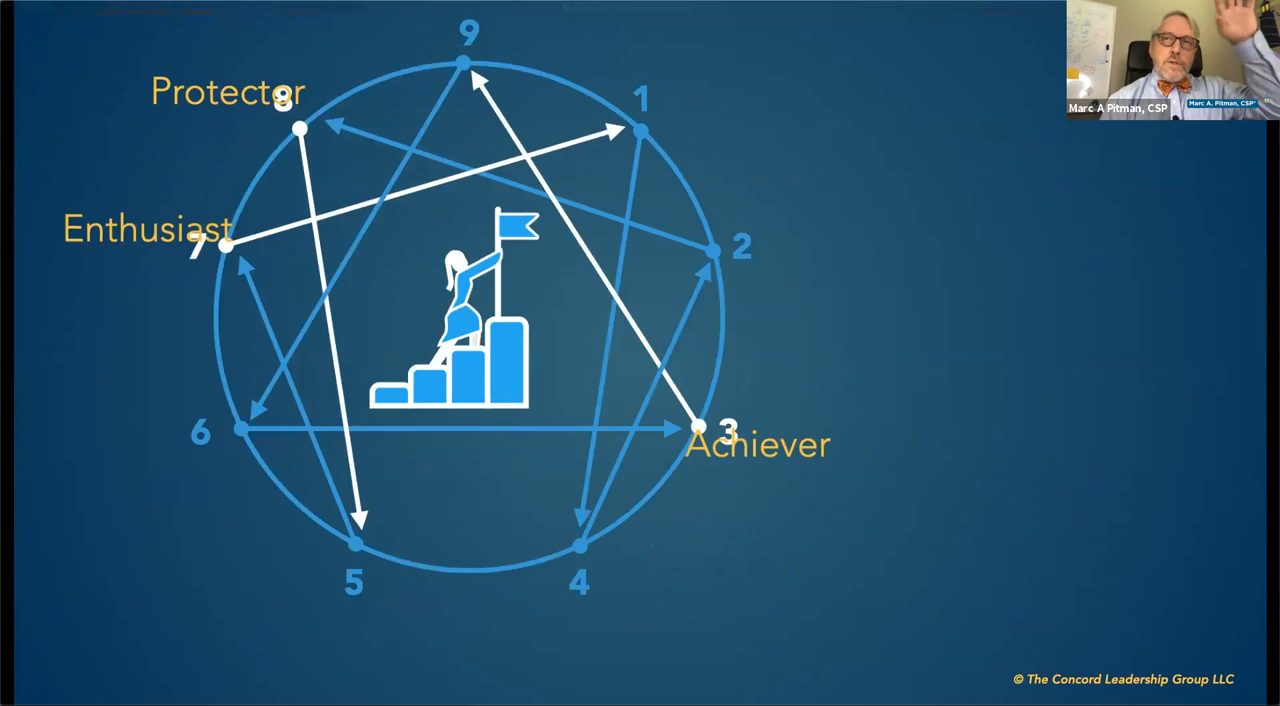 9
Protector
8
1
Marc A Pitman, CSP
Marc A. Pitman, CSP
Enthusiast
7
2
6
3
Achiever
5
4
© The Concord Leadership Group LLC